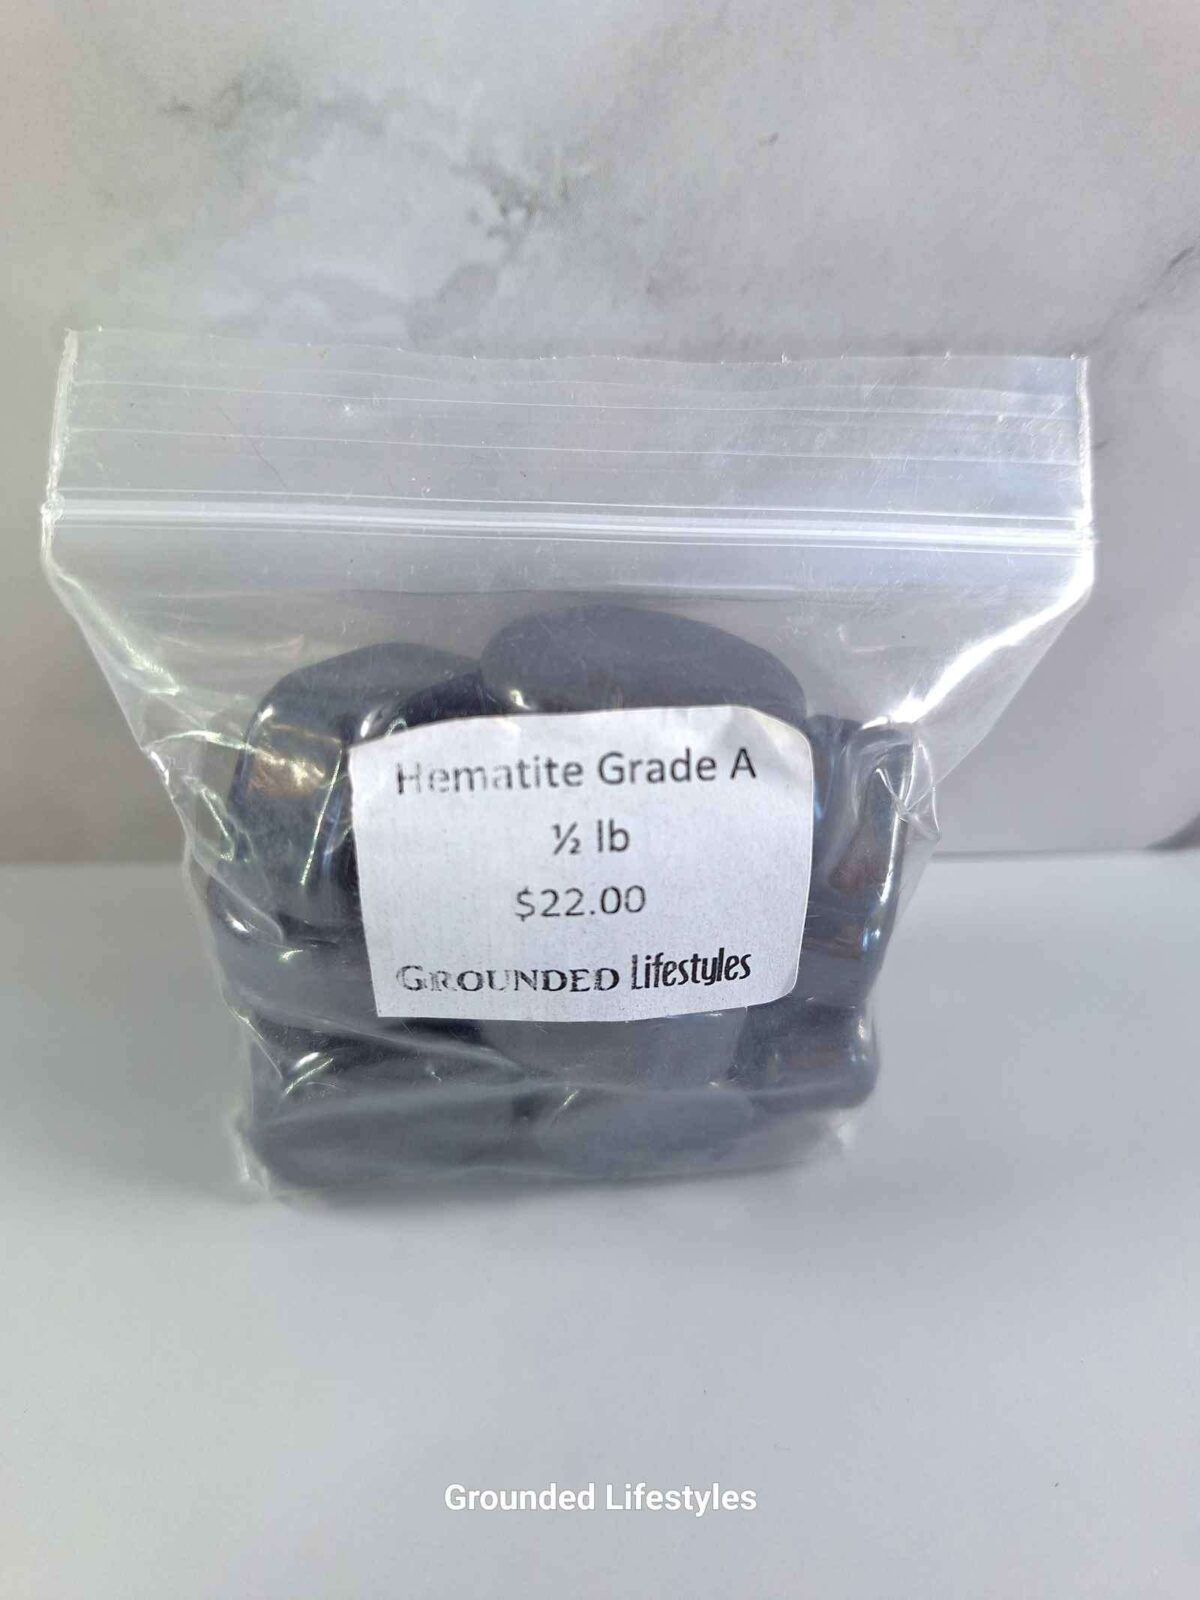 Hematite Grade A
½ lb
$22.00
GROUNDED Lifestyles
Grounded Lifestyles